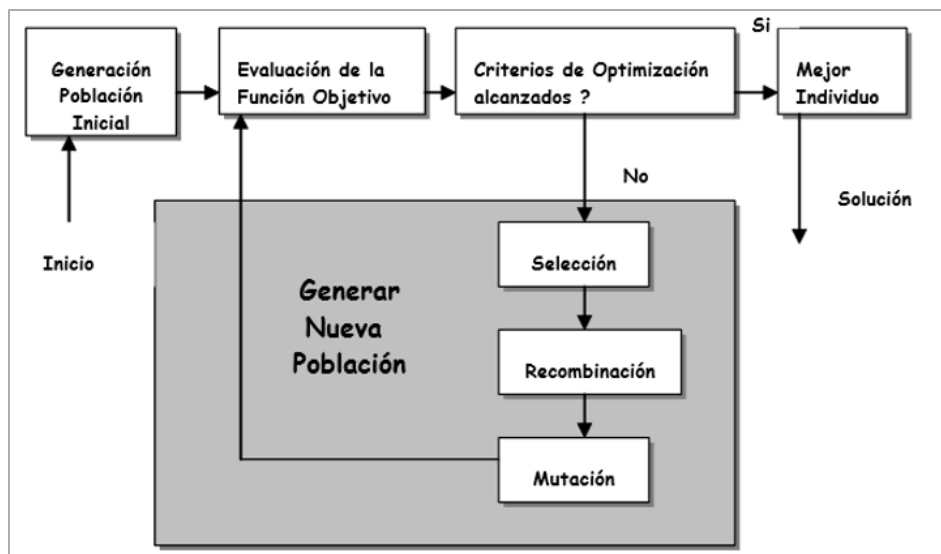 Si
Generación
Población
Inicial
Evaluación de la
Función Objetivo
Criterios de Optimización
alcanzados ?
Mejor
Individuo
No
Solución
Inicio
Selección
Generar
Nueva
Población
Recombinación
Mutación